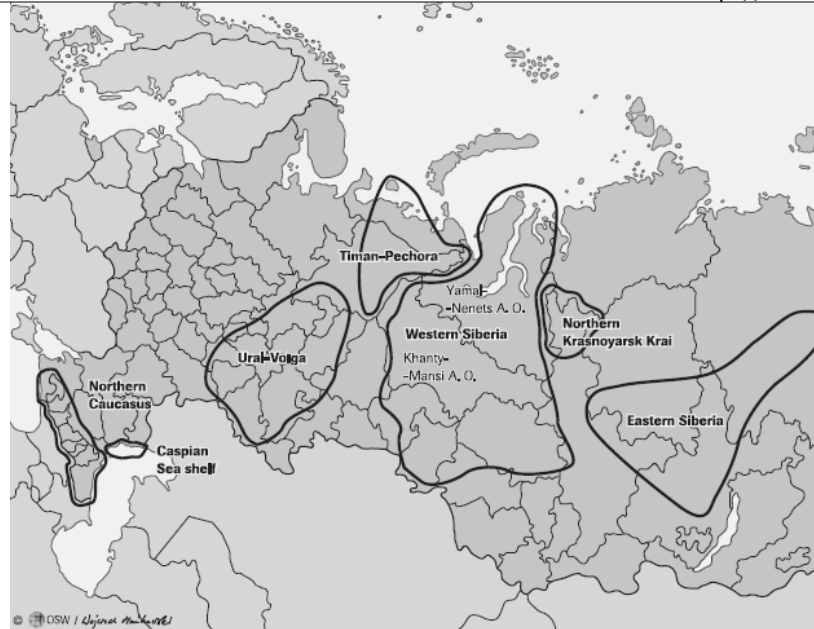 Timan-Pechora
Yamal-
-Nenets A. O.
Western Siberia
Northern
Krasnoyarsk Krai
Ural-Volga
Khanty-
-Mansi A. O.
Northern
Caucasus
Eastern Siberia
Caspian
Sea shelf
© OSW /